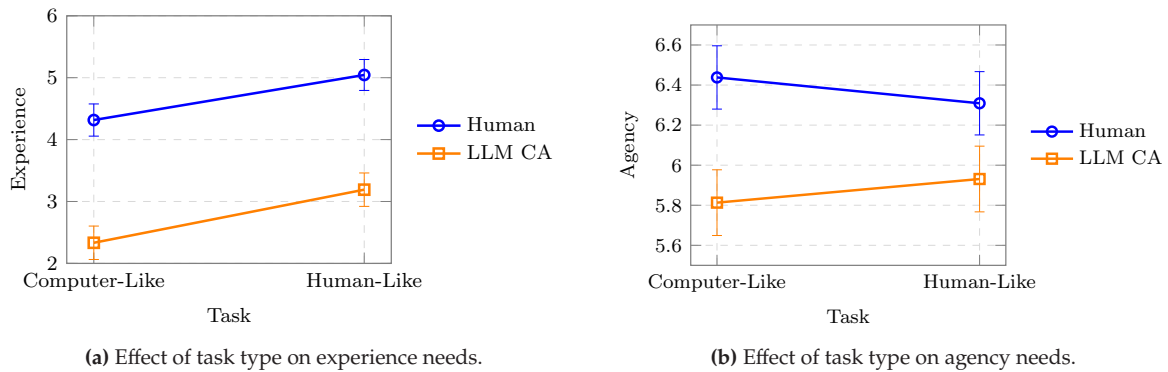 6
5
4
3
2
Experience
Computer-Like
Human-Like
Task
Human
LLM CA
(a) Effect of task type on experience needs.
6.6
6.4
6.2
6
5.8
5.6
Agency
Computer-Like
Human-Like
Task
Human
LLM CA
(b) Effect of task type on agency needs.